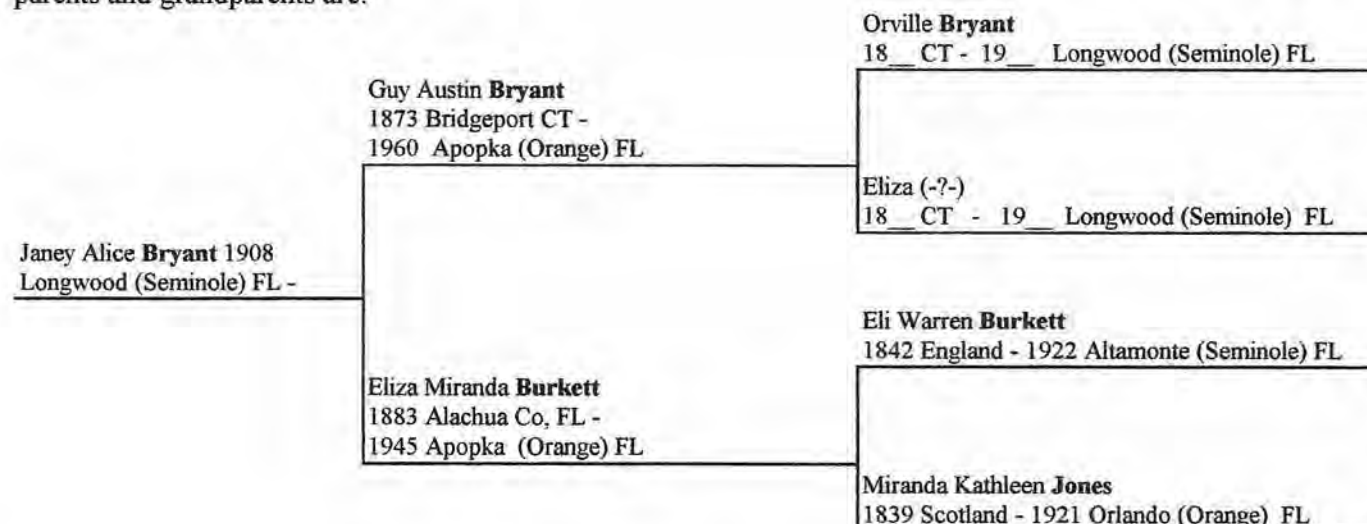 parents and grandparents are:
Orville Bryant
18__ CT - 19__ Longwood (Seminole) FL
Guy Austin Bryant
1873 Bridgeport CT -
1960 Apopka (Orange) FL
Eliza (-?-)
18__ CT - 19__ Longwood (Seminole) FL
Janey Alice Bryant 1908
Longwood (Seminole) FL -
Eli Warren Burkett
1842 England - 1922 Altamonte (Seminole) FL
Eliza Miranda Burkett
1883 Alachua Co, FL -
1945 Apopka (Orange) FL
Miranda Kathleen Jones
1839 Scotland - 1921 Orlando (Orange) FL